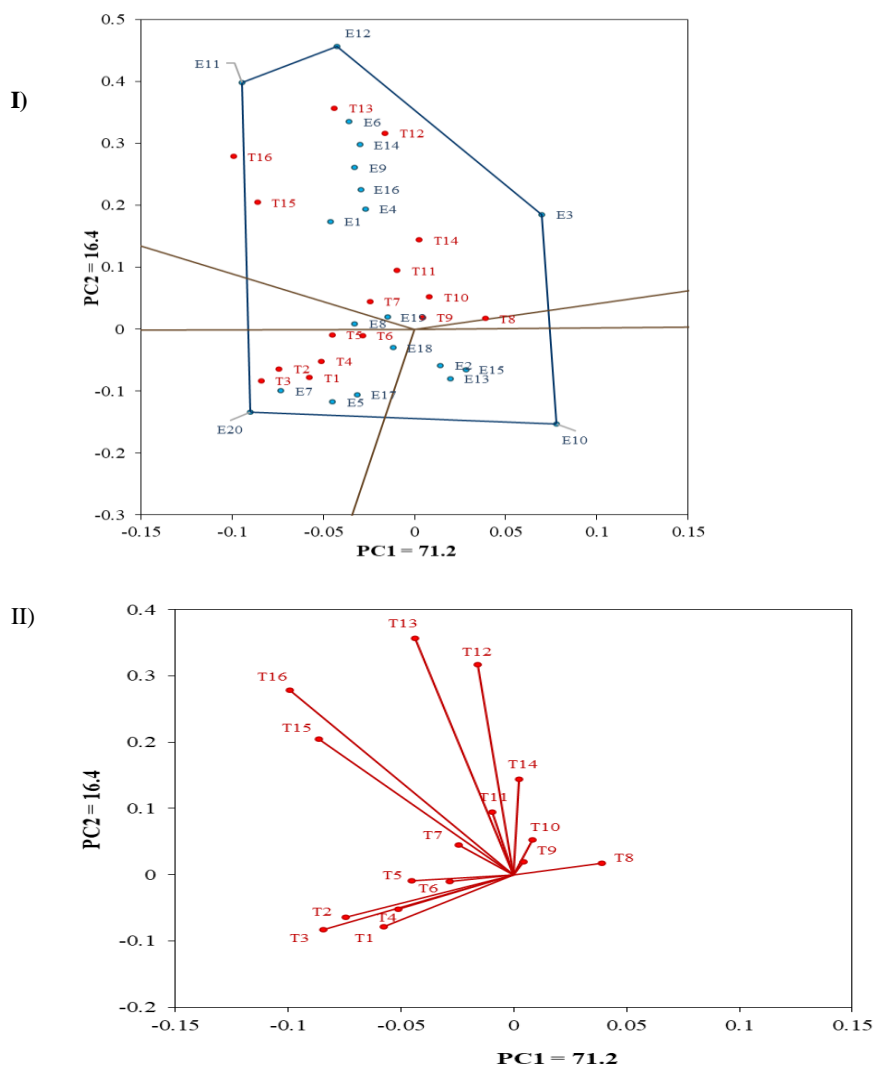 I)
0.5
0.4
0.3
0.2
0.1
0
-0.1
-0.2
-0.3
PC2 = 16.4
E12
E11
T13
E6
T12
E14
T16
E9
E16
T15
E4
E1
E3
T14
T11
T10
T7
E19
T9
T8
E8
T5
T6
E18
T4
E2
E15
T2
E13
T3
T1
E7
E17
E5
E20
E10
-0.15
-0.1
-0.05
0
0.05
0.1
0.15
PC1 = 71.2
II)
0.4
0.3
0.2
0.1
0
-0.1
-0.2
PC2 = 16.4
T13
T12
T16
T15
T14
T11
T10
T7
T9
T8
T5
T6
T2
T4
T3
T1
-0.15
-0.1
-0.05
0
0.05
0.1
0.15
PC1 = 71.2